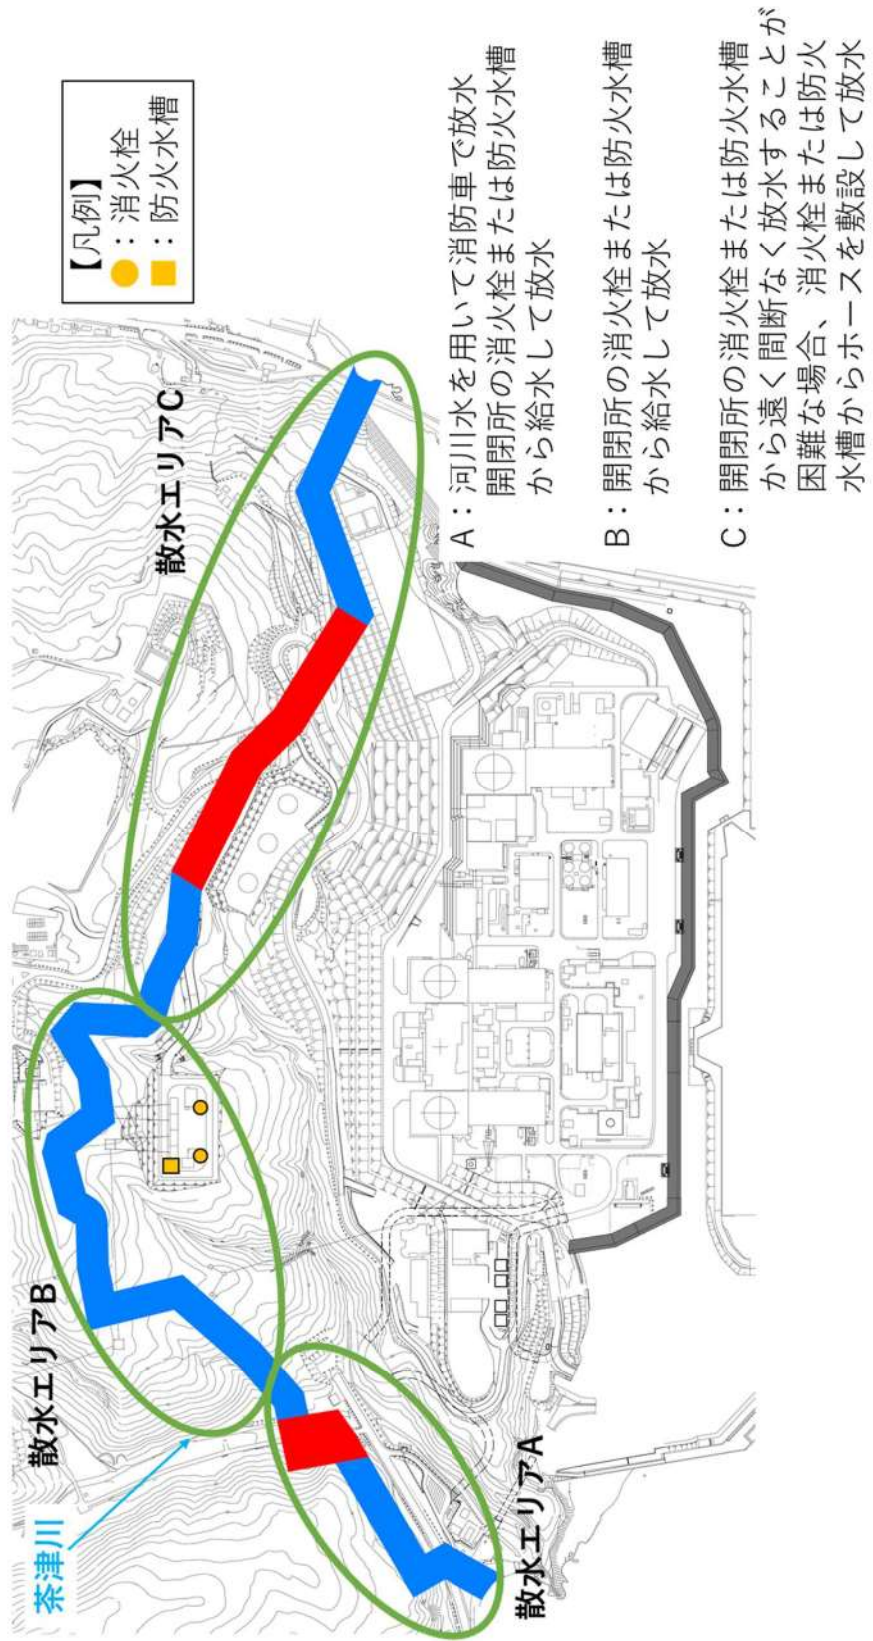 【凡例】
：消火栓
：防火水槽
茶津川
散水エリアB
散水エリアC
散水エリアA
A：河川水を用いて消防車で放水
開閉所の消火栓または防火水槽
から給水して放水
B：開閉所の消火栓または防火水槽
から給水して放水
C：開閉所の消火栓または防火水槽
から遠く間断なく放水することが
困難な場合、消火栓または防火
水槽からホースを敷設して放水